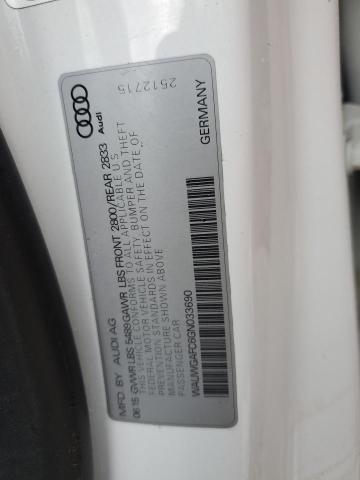 MFD BY AUDI AG
06 15 GVWR LBS 5489 GAWR LBS FRONT 2800/REAR 2833
THIS VEHICLE CONFORMS TO ALL APPLICABLE U S
FEDERAL MOTOR VEHICLE SAFETY, BUMPER AND THEFT
PREVENTION STANDARDS IN EFFECT ON THE DATE OF
MANUFACTURE SHOWN ABOVE
PASSENGER CAR
WAUWGAFC6GN033690
Audi
2512715
GERMANY